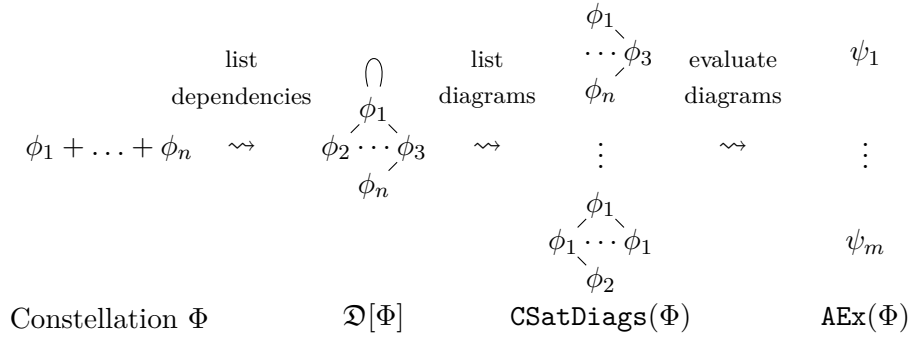 list dependencies
list diagrams
evaluate diagrams
ϕ₁ + … + ϕₙ ⇝
ϕ₁
ϕ₂ ⋯ ϕ₃
ϕₙ
⇝
ϕ₁
⋯ ϕ₃
ϕₙ
⋮
ϕ₁
ϕ₁ ⋯ ϕ₁
ϕ₂
⇝
ψ₁
⋮
ψₘ
Constellation Φ
𝔇[Φ]
CSatDiags(Φ)
AEx(Φ)